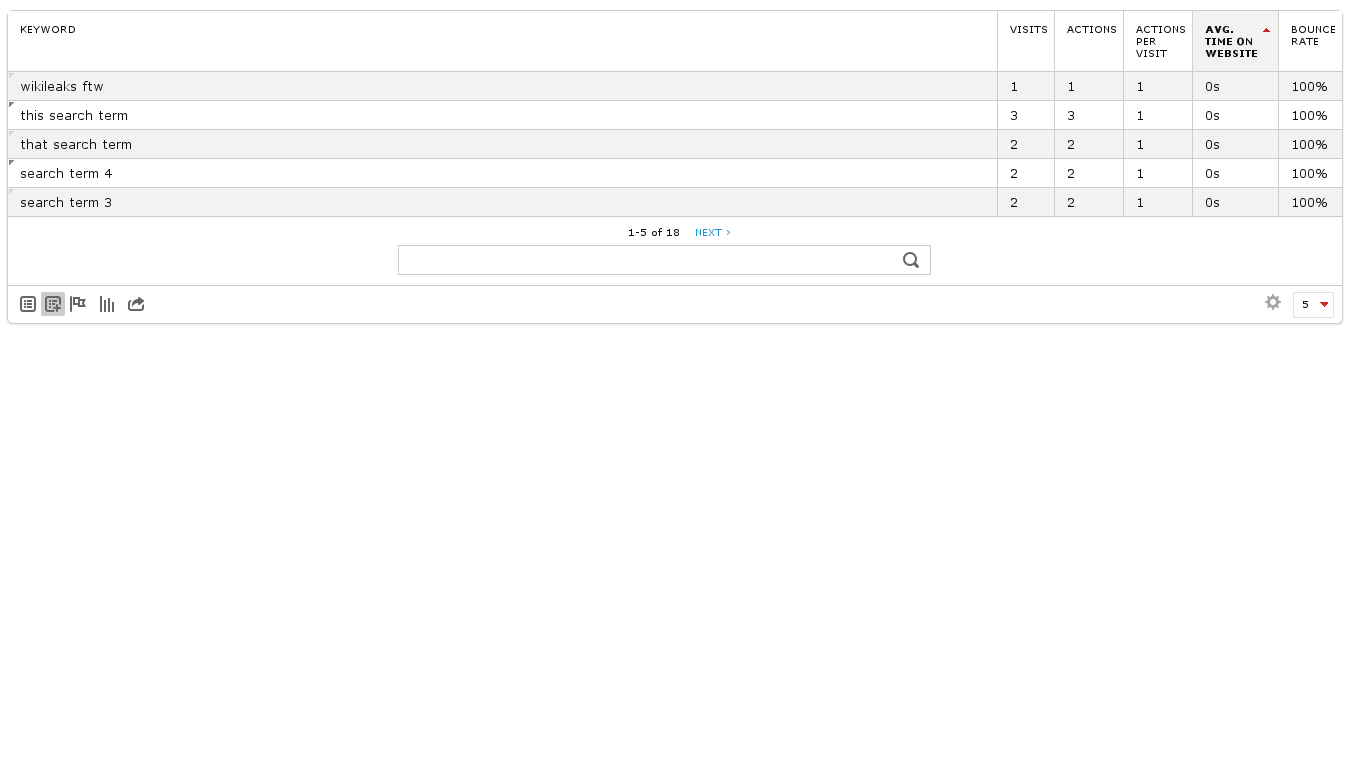 KEYWORD VISITS ACTIONS ACTIONS PER VISIT AVG. TIME ON WEBSITE BOUNCE RATE
wikileaks ftw 1 1 1 0s 100%
this search term 3 3 1 0s 100%
that search term 2 2 1 0s 100%
search term 4 2 2 1 0s 100%
search term 3 2 2 1 0s 100%
1-5 of 18 NEXT ›
5